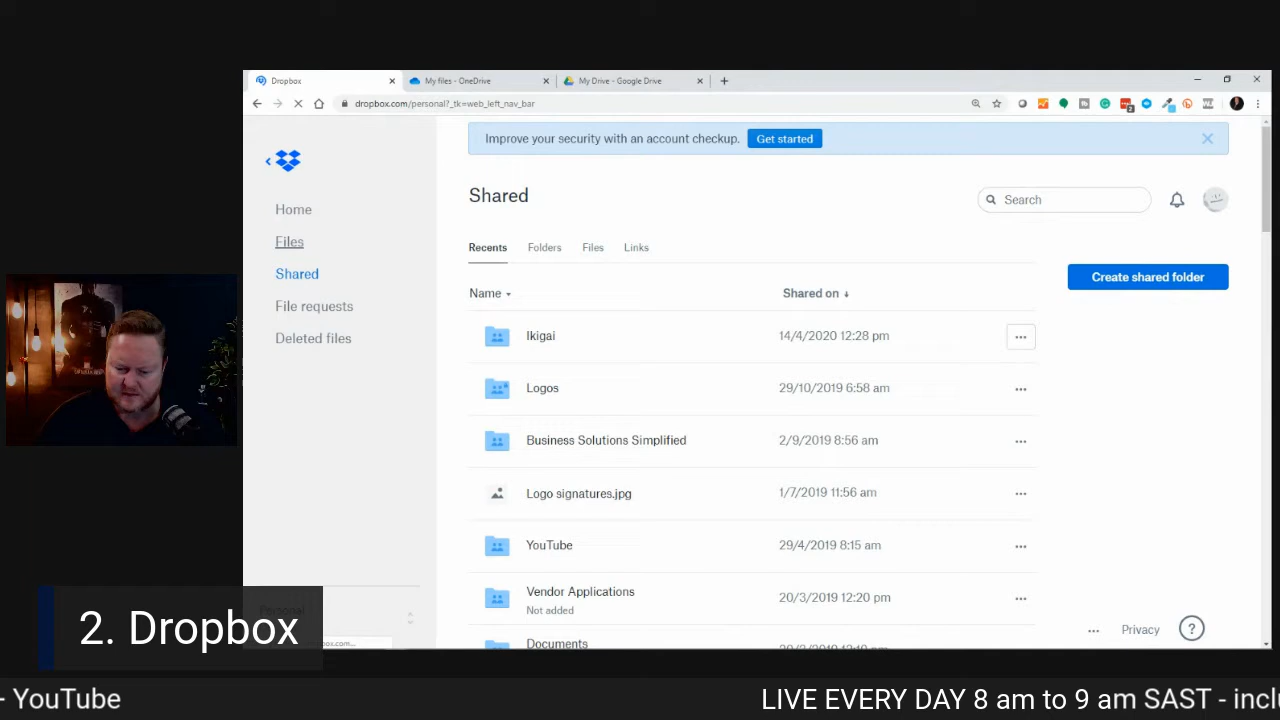 Dropbox
My files - OneDrive
My Drive - Google Drive
dropbox.com/personal?_tk=web_left_nav_bar
Improve your security with an account checkup.
Get started
Home
Files
Shared
File requests
Deleted files
Shared
Search
Recents
Folders
Files
Links
Create shared folder
Name
Shared on
Ikigai
14/4/2020 12:28 pm
Logos
29/10/2019 6:58 am
Business Solutions Simplified
2/9/2019 8:56 am
Logo signatures.jpg
1/7/2019 11:56 am
YouTube
29/4/2019 8:15 am
Vendor Applications
20/3/2019 12:20 pm
Not added
Documents
Privacy
Personal
2. Dropbox
- YouTube
LIVE EVERY DAY 8 am to 9 am SAST - inclu